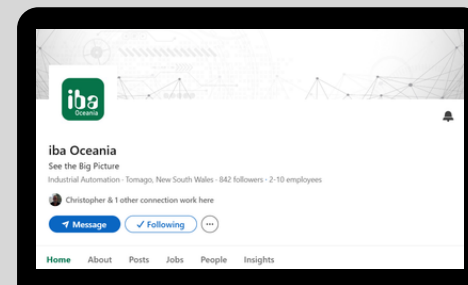 iba
Oceania
iba Oceania
See the Big Picture
Industrial Automation · Tomago, New South Wales · 842 followers · 2-10 employees
Christopher & 1 other connection work here
Message Following
Home About Posts Jobs People Insights